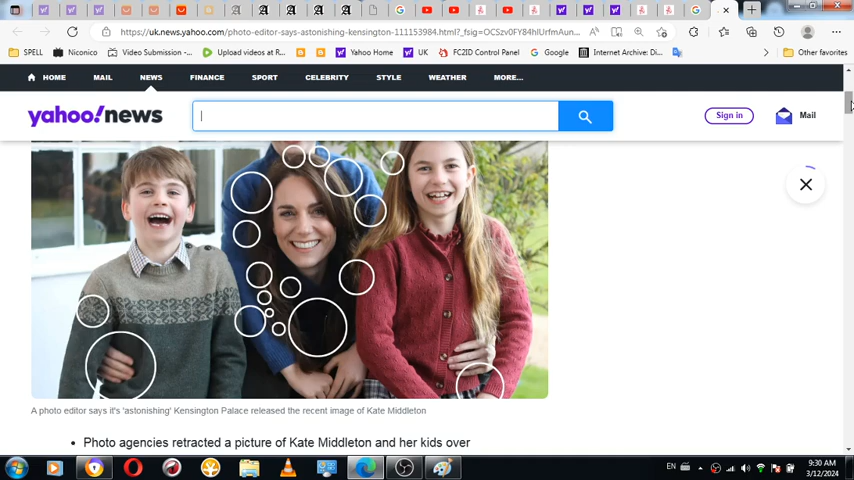 https://uk.news.yahoo.com/photo-editor-says-astonishing-kensington-111153984.html?_fsig=OCSzv0FY84hlUrfmAun...
SPELL
Niconico
Video Submission -...
Upload videos at R...
Yahoo Home
UK
FC2ID Control Panel
Google
Internet Archive: Di...
Other favorites
HOME
MAIL
NEWS
FINANCE
SPORT
CELEBRITY
STYLE
WEATHER
MORE...
yahoo!news
Sign in
Mail
A photo editor says it's 'astonishing' Kensington Palace released the recent image of Kate Middleton
• Photo agencies retracted a picture of Kate Middleton and her kids over
EN
9:30 AM
3/12/2024